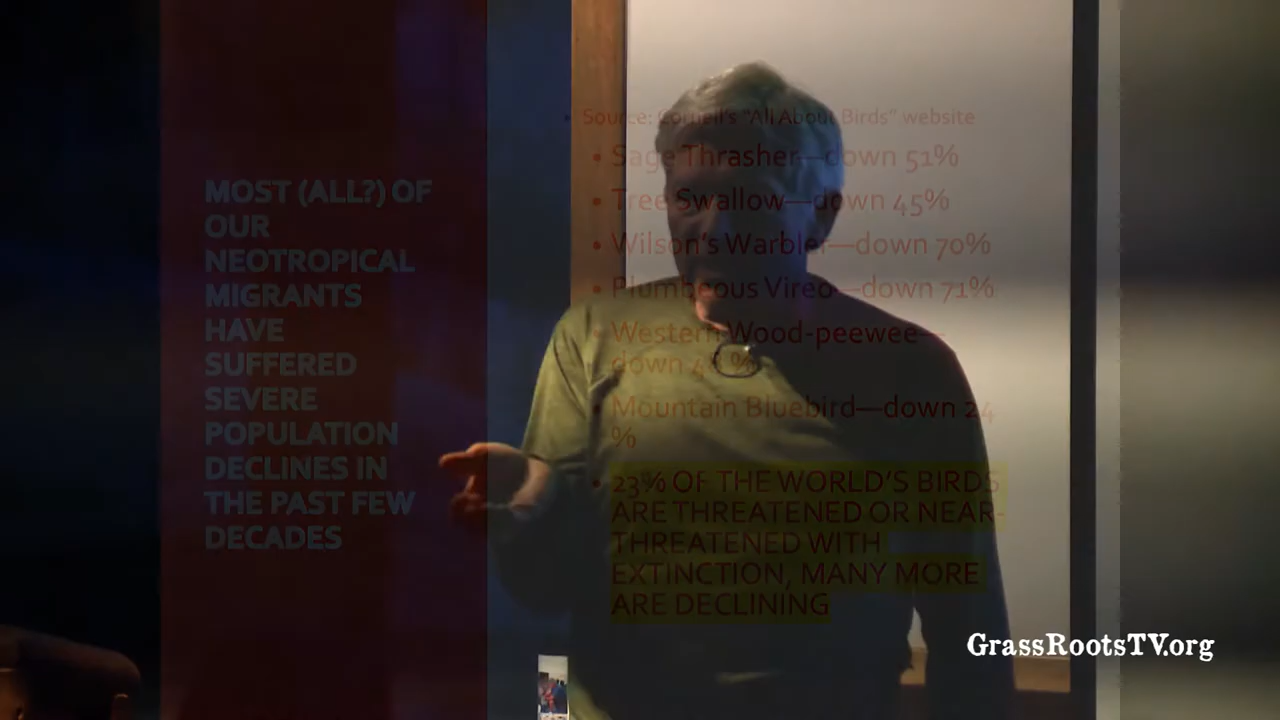 MOST (ALL?) OF
OUR
NEOTROPICAL
MIGRANTS
HAVE
SUFFERED
SEVERE
POPULATION
DECLINES IN
THE PAST FEW
DECADES
• Source: Cornell's "All About Birds" website
• Sage Thrasher—down 51%
• Tree Swallow—down 45%
• Wilson's Warbler—down 70%
• Plumbeous Vireo—down 71%
• Western Wood-peewee—
down %
• Mountain Bluebird—down 24
%
• 23% OF THE WORLD'S BIRDS
ARE THREATENED OR NEAR-
THREATENED WITH
EXTINCTION, MANY MORE
ARE DECLINING
GrassRootsTV.org